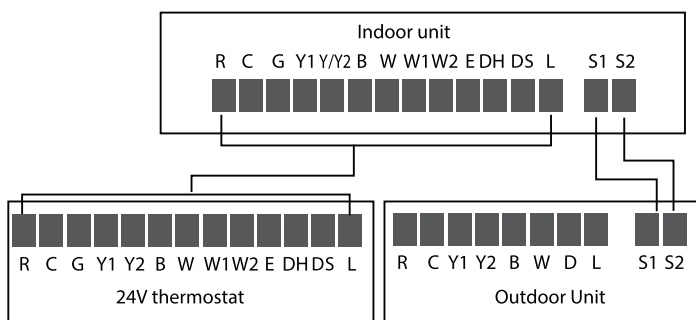 Indoor unit
R C G Y1 Y/Y2 B W W1 W2 E DH DS L S1 S2
R C G Y1 Y2 B W W1 W2 E DH DS L
24V thermostat
R C Y1 Y2 B W D L S1 S2
Outdoor Unit